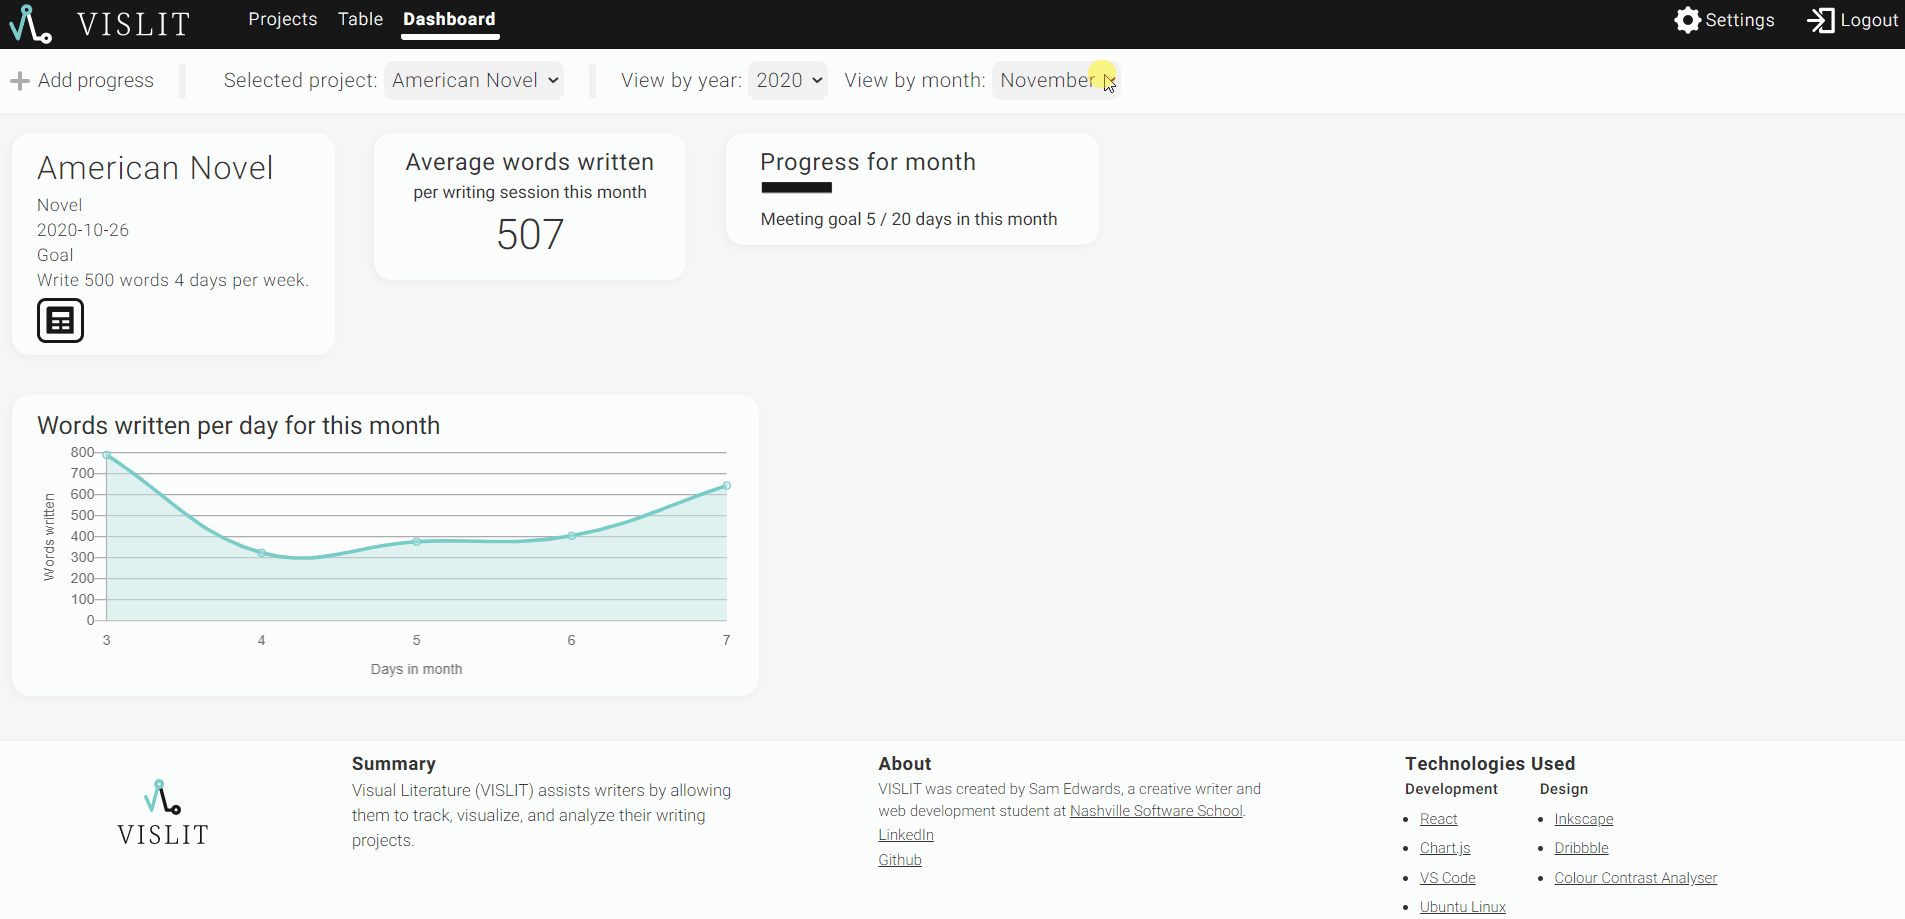 VISLIT
Projects Table Dashboard
Settings Logout
Add progress
Selected project: American Novel
View by year: 2020 View by month: November
American Novel
Novel
2020-10-26
Goal
Write 500 words 4 days per week.
Average words written
per writing session this month
507
Progress for month
Meeting goal 5 / 20 days in this month
Words written per day for this month
Words written
800
700
600
500
400
300
200
100
0
3 4 5 6 7
Days in month
VISLIT
Summary
Visual Literature (VISLIT) assists writers by allowing
them to track, visualize, and analyze their writing
projects.
About
VISLIT was created by Sam Edwards, a creative writer and
web development student at Nashville Software School.
LinkedIn
Github
Technologies Used
Development
React
Chart.js
VS Code
Ubuntu Linux
Design
Inkscape
Dribbble
Colour Contrast Analyser